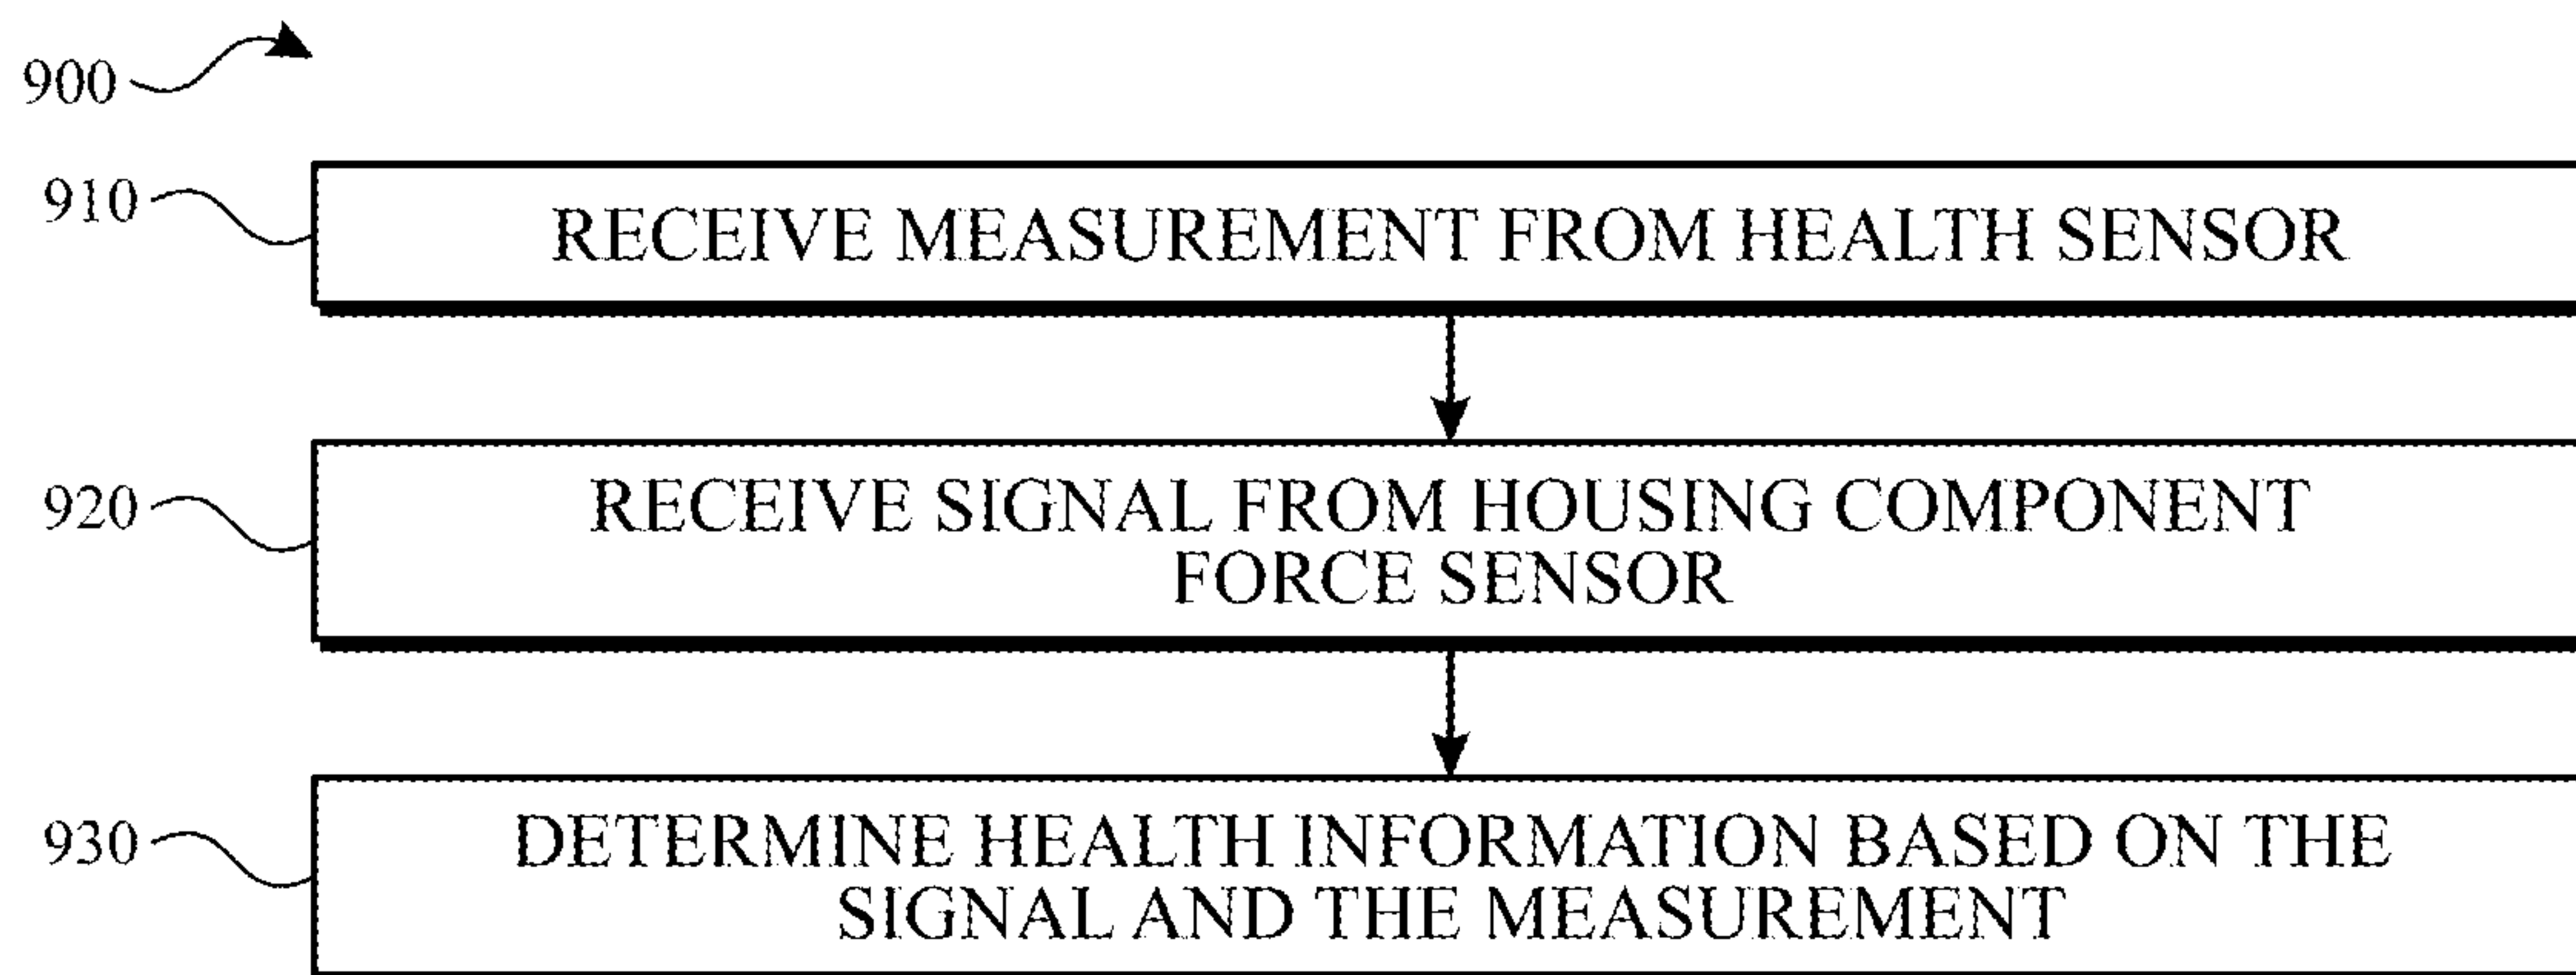 900
910
RECEIVE MEASUREMENT FROM HEALTH SENSOR
920
RECEIVE SIGNAL FROM HOUSING COMPONENT
FORCE SENSOR
930
DETERMINE HEALTH INFORMATION BASED ON THE
SIGNAL AND THE MEASUREMENT